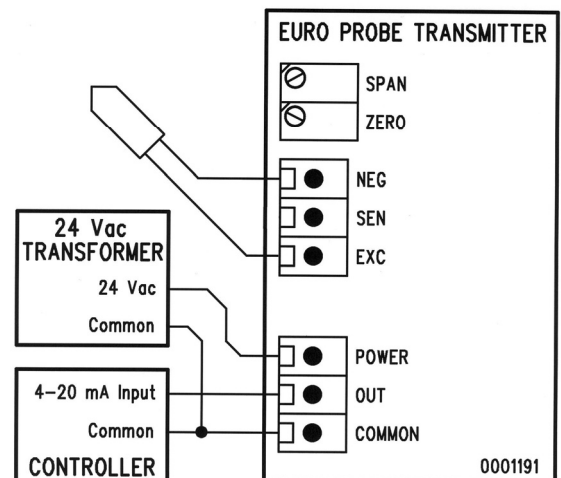 EURO PROBE TRANSMITTER
SPAN
ZERO
NEG
SEN
EXC
24 Vac
TRANSFORMER
24 Vac
Common
POWER
4-20 mA Input
OUT
Common
COMMON
CONTROLLER
0001191